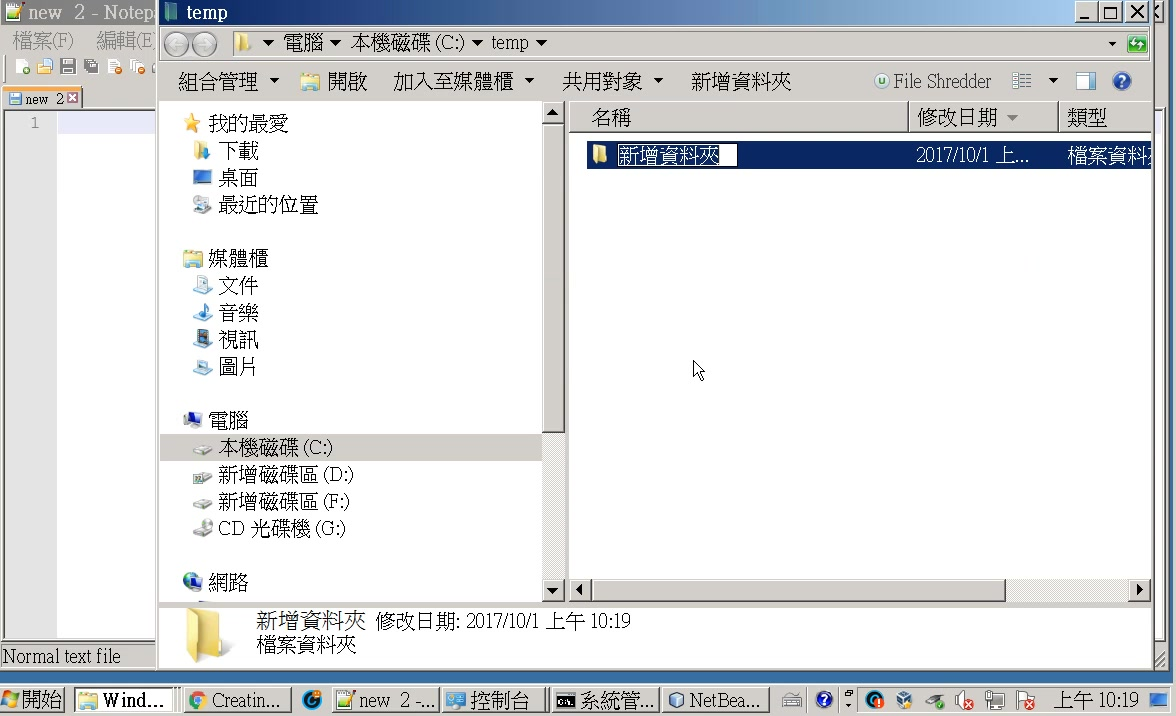 new 2 - Notep
temp
檔案(F) 編輯(E
電腦 本機磁碟 (C:) temp
組合管理 開啟 加入至媒體櫃 共用對象 新增資料夾 File Shredder
new 2
1
我的最愛
下載
桌面
最近的位置
媒體櫃
文件
音樂
視訊
圖片
電腦
本機磁碟 (C:)
新增磁碟區 (D:)
新增磁碟區 (F:)
CD 光碟機 (G:)
網路
名稱 修改日期 類型
新增資料夾 2017/10/1 上... 檔案資料夾
新增資料夾 修改日期: 2017/10/1 上午 10:19
檔案資料夾
Normal text file
開始 Wind... Creatin... new 2 -... 控制台 系統管... NetBea... 上午 10:19